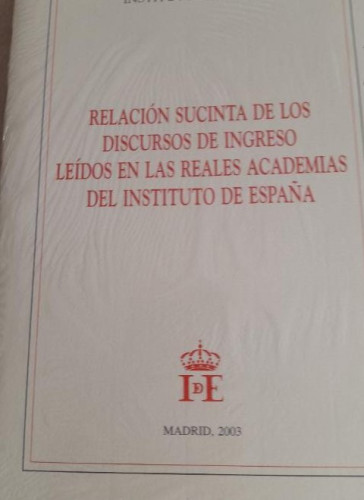 RELACIÓN SUCINTA DE LOS
DISCURSOS DE INGRESO
LEÍDOS EN LAS REALES ACADEMIAS
DEL INSTITUTO DE ESPAÑA
IDE
MADRID, 2003